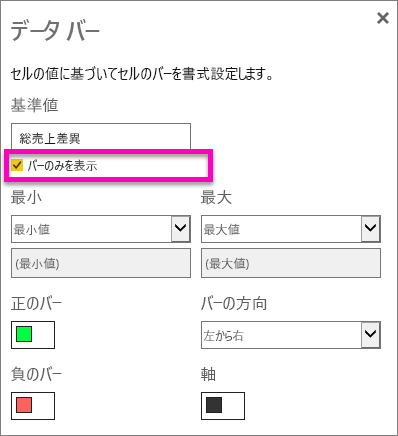 データ バー
セルの値に基づいてセルのバーを書式設定します。
基準値
総売上差異
バーのみを表示
最小 最大
最小値 最大値
(最小値) (最大値)
正のバー バーの方向
左から右
負のバー 軸